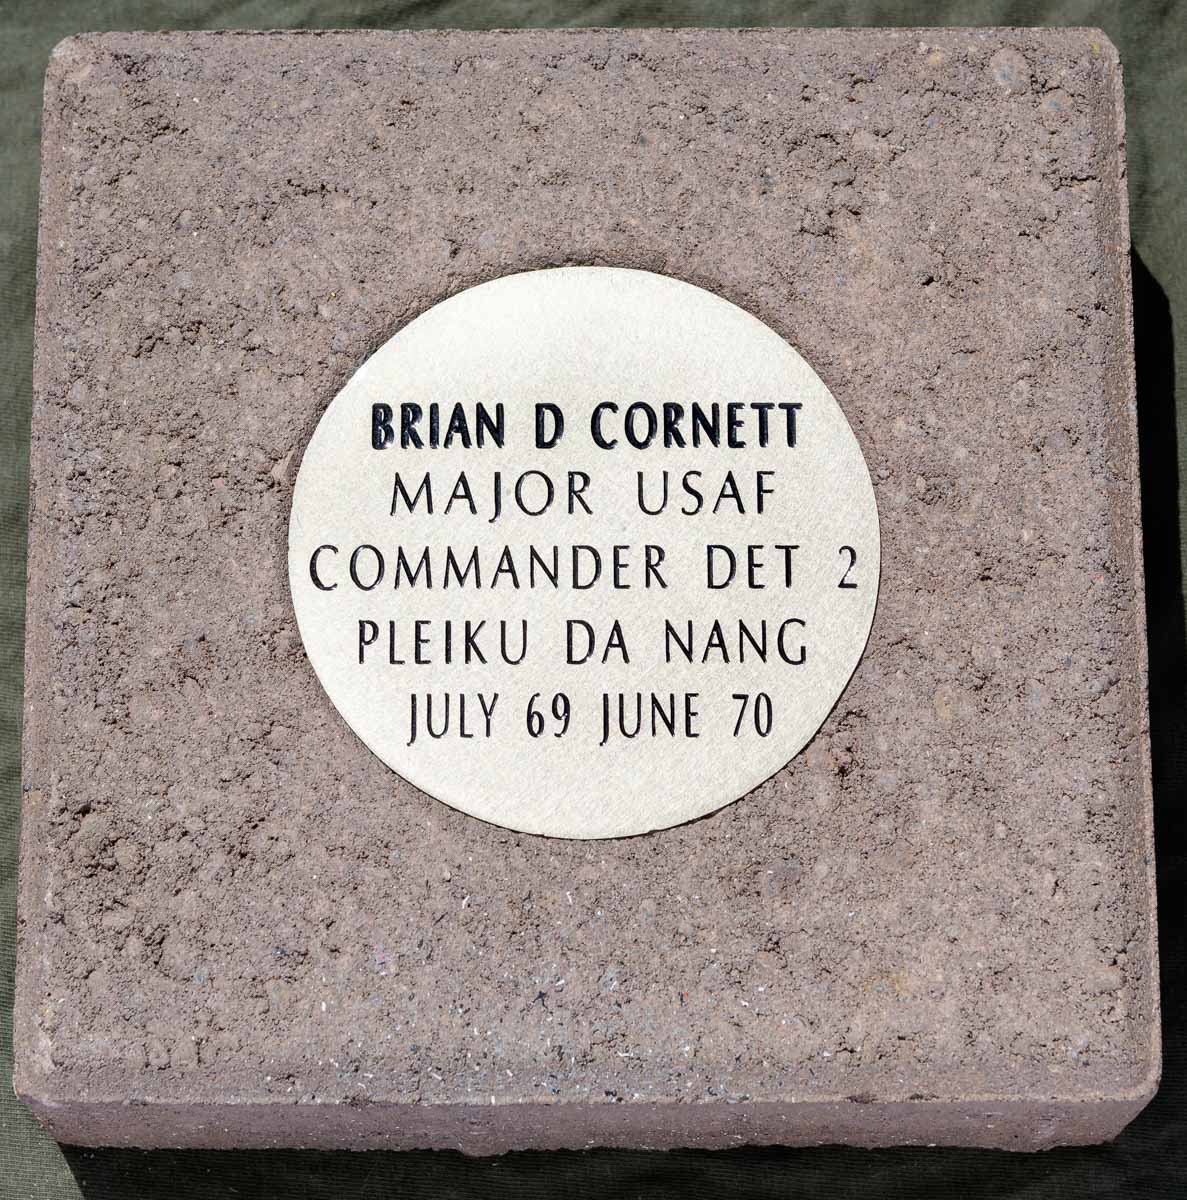 BRIAN D CORNETT
MAJOR USAF
COMMANDER DET 2
PLEIKU DA NANG
JULY 69 JUNE 70